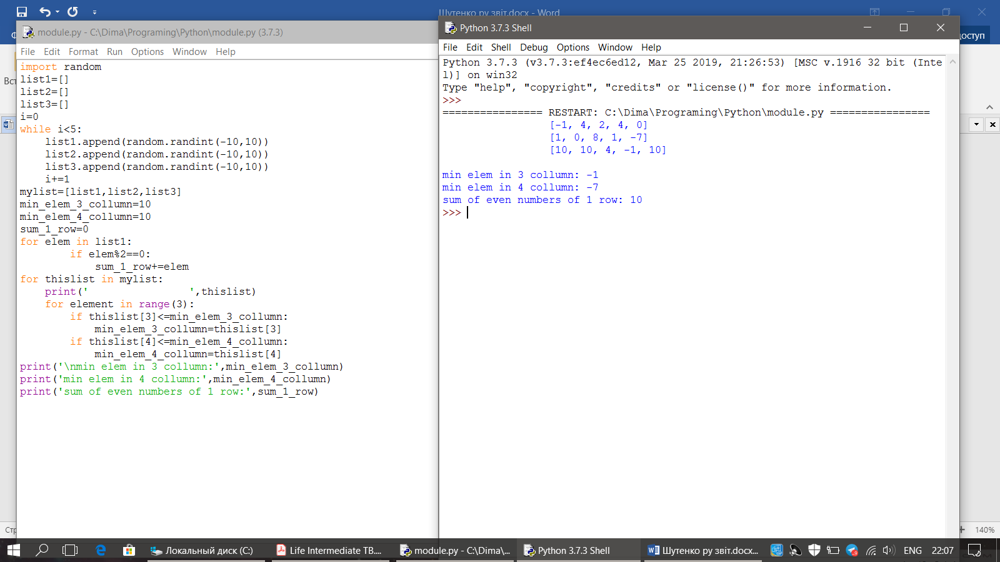 Шутенко ру звіт.docx - Word
module.py - C:\Dima\Programing\Python\module.py (3.7.3)
File Edit Format Run Options Window Help
import random
list1=[]
list2=[]
list3=[]
i=0
while i<5:
    list1.append(random.randint(-10,10))
    list2.append(random.randint(-10,10))
    list3.append(random.randint(-10,10))
    i+=1
mylist=[list1,list2,list3]
min_elem_3_collumn=10
min_elem_4_collumn=10
sum_1_row=0
for elem in list1:
        if elem%2==0:
            sum_1_row+=elem
for thislist in mylist:
    print('                ',thislist)
    for element in range(3):
        if thislist[3]<=min_elem_3_collumn:
            min_elem_3_collumn=thislist[3]
        if thislist[4]<=min_elem_4_collumn:
            min_elem_4_collumn=thislist[4]
print('\nmin elem in 3 collumn:',min_elem_3_collumn)
print('min elem in 4 collumn:',min_elem_4_collumn)
print('sum of even numbers of 1 row:',sum_1_row)
Python 3.7.3 Shell
File Edit Shell Debug Options Window Help
Python 3.7.3 (v3.7.3:ef4ec6ed12, Mar 25 2019, 21:26:53) [MSC v.1916 32 bit (Inte
l)] on win32
Type "help", "copyright", "credits" or "license()" for more information.
>>>
================ RESTART: C:\Dima\Programing\Python\module.py ================
                 [-1, 4, 2, 4, 0]
                 [1, 0, 8, 1, -7]
                 [10, 10, 4, -1, 10]
min elem in 3 collumn: -1
min elem in 4 collumn: -7
sum of even numbers of 1 row: 10
>>>
140%
Локальный диск (C:) Life Intermediate TB.... module.py - C:\Dima\... Python 3.7.3 Shell Шутенко ру звіт.docx... ENG 22:07